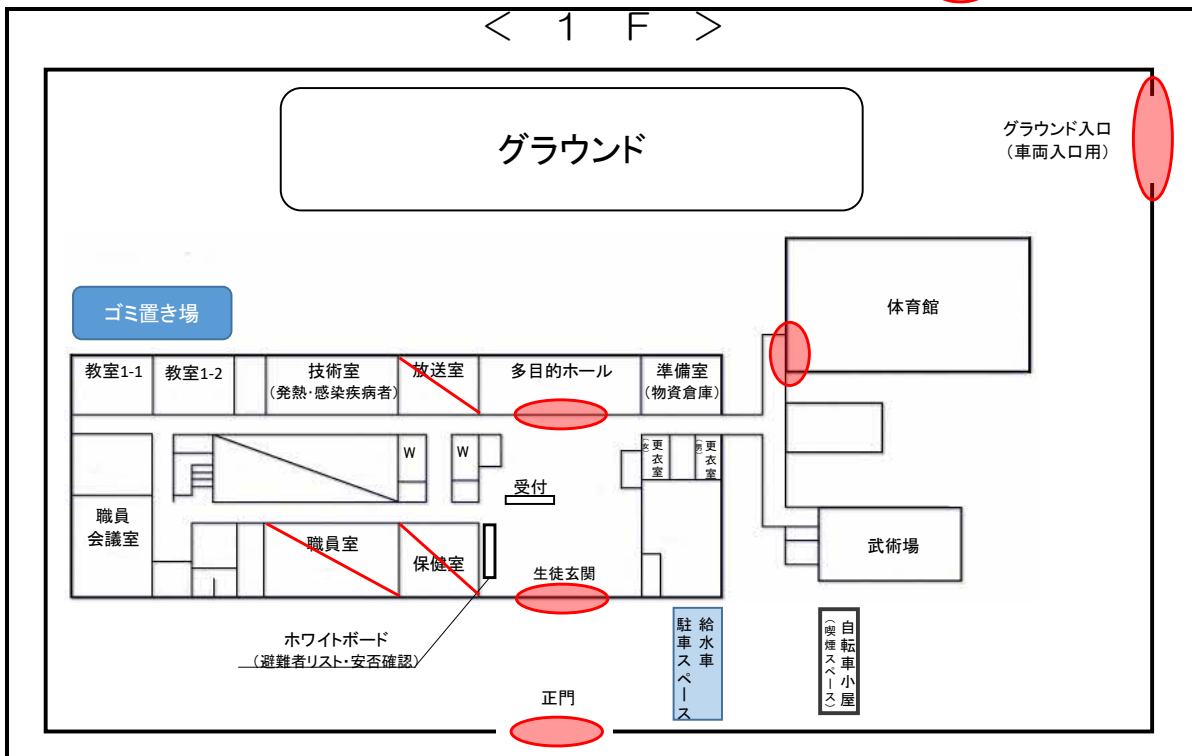 < 1 F >
グラウンド
グラウンド入口
(車両入口用)
体育館
ゴミ置き場
教室1-1
教室1-2
技術室
(発熱・感染疾病者)
放送室
多目的ホール
準備室
(物資倉庫)
W
W
更衣室
(女)
更衣室
(男)
受付
職員
会議室
職員室
保健室
生徒玄関
武術場
ホワイトボード
(避難者リスト・安否確認)
給水車
駐車スペース
自転車小屋
(喫煙スペース)
正門